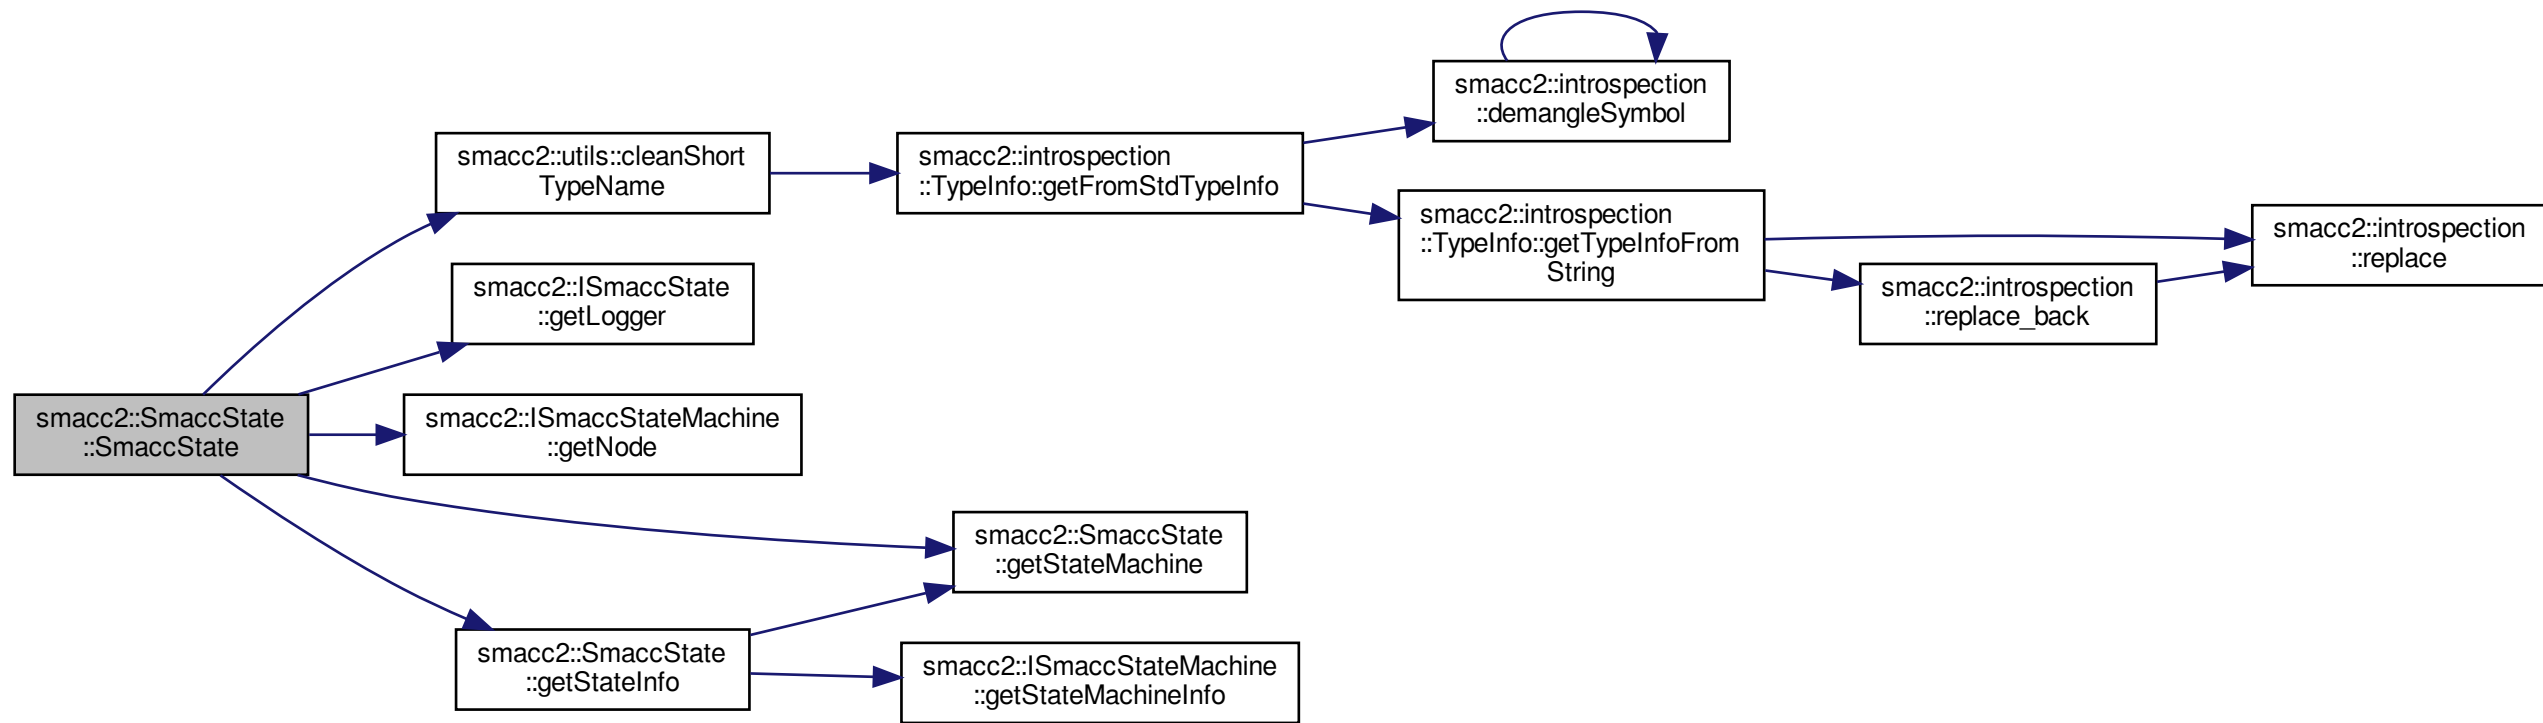 smacc2::SmaccState
::SmaccState
smacc2::utils::cleanShort
TypeName
smacc2::introspection
::TypeInfo::getFromStdTypeInfo
smacc2::introspection
::demangleSymbol
smacc2::introspection
::TypeInfo::getTypeInfoFrom
String
smacc2::introspection
::replace
smacc2::introspection
::replace_back
smacc2::ISmaccState
::getLogger
smacc2::ISmaccStateMachine
::getNode
smacc2::SmaccState
::getStateMachine
smacc2::SmaccState
::getStateInfo
smacc2::ISmaccStateMachine
::getStateMachineInfo